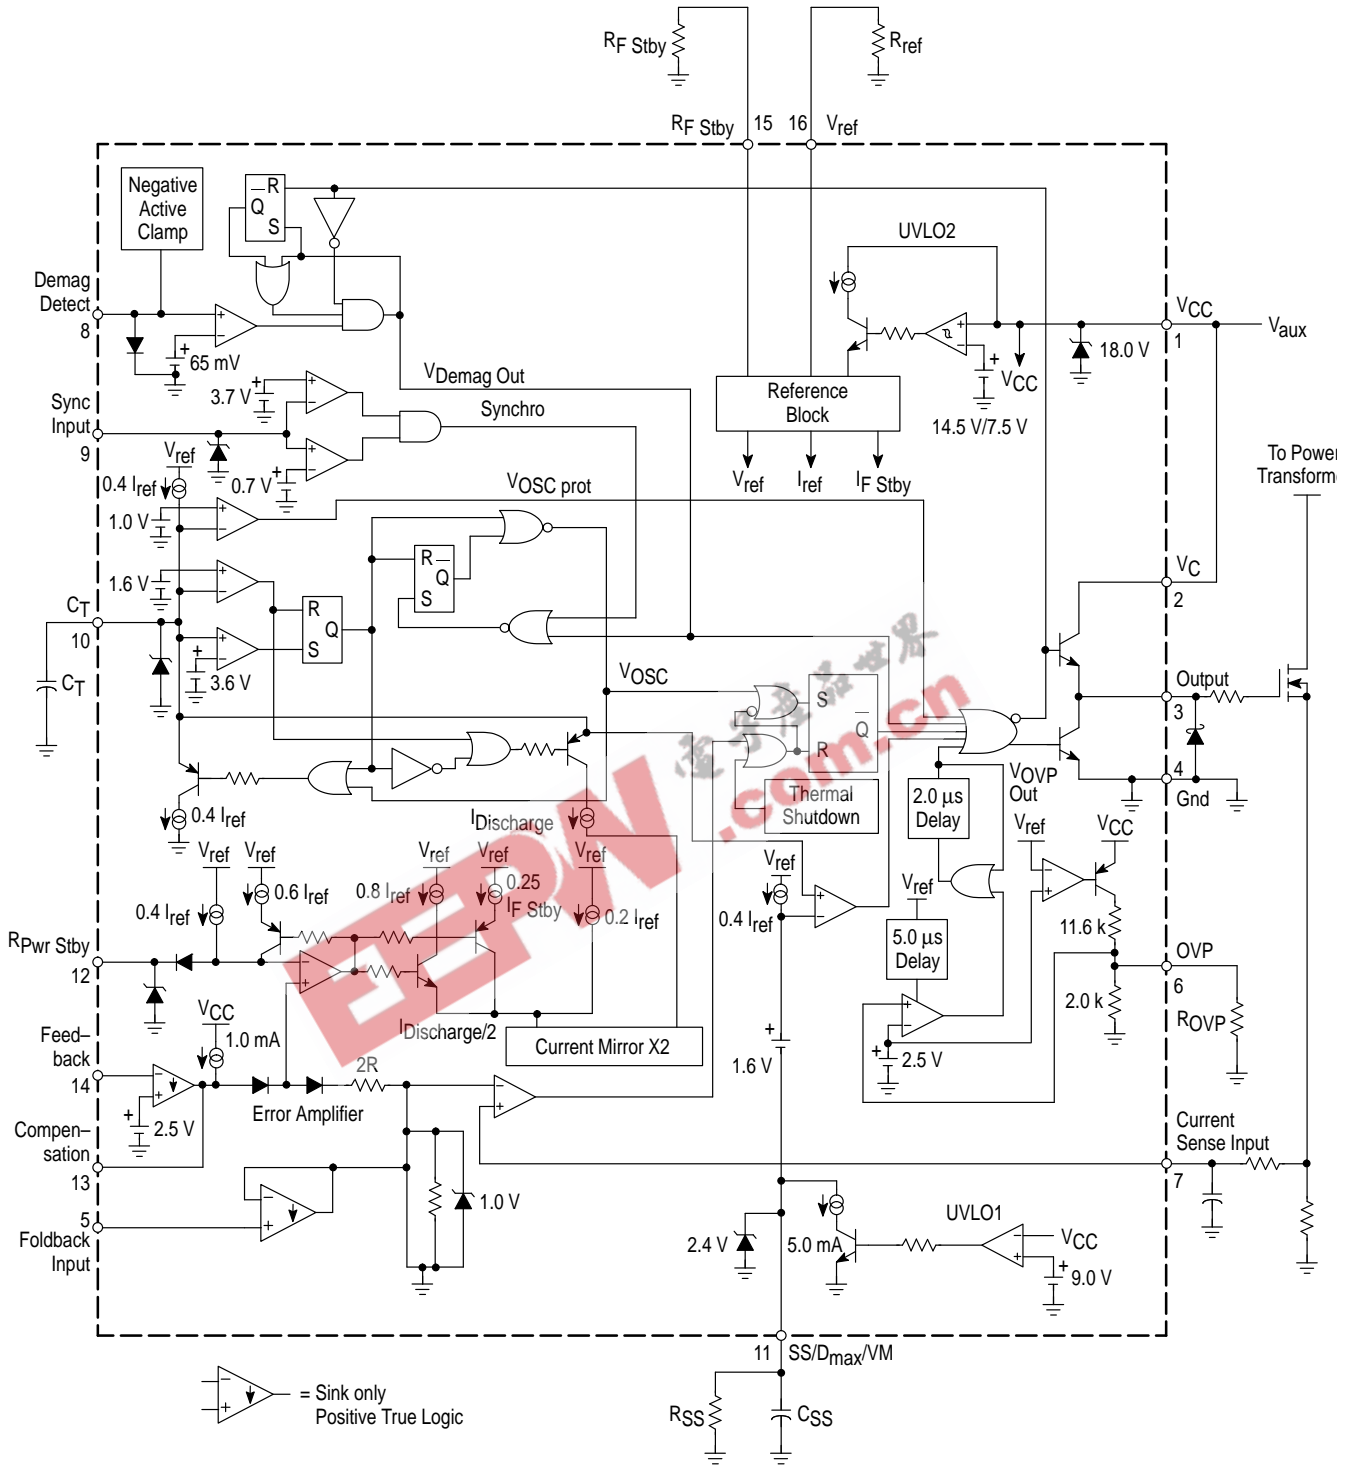 RF Stby
Rref
RF Stby 15 16 Vref
Negative
Active
Clamp
R
Q
S
UVLO2
Demag
Detect
8
65 mV
VCC
1
Vaux
18.0 V
VCC
14.5 V/7.5 V
Reference
Block
Vref
Iref
IF Stby
VDemag Out
3.7 V
Synchro
Sync
Input
9
Vref
0.4 Iref
0.7 V
VOSC prot
1.0 V
To Power
Transform
R Q
S
1.6 V
R
Q
S
CT
10
CT
3.6 V
VC
2
VOSC
S
Q
R
Output
3
4
Gnd
Thermal
Shutdown
2.0 µs
Delay
VOVP
Out
0.4 Iref
IDischarge
Vref
VCC
Vref
Vref
Vref
Vref
Vref
Vref
Vref
0.4 Iref
0.6 Iref
0.8 Iref
0.25
IF Stby
0.2 Iref
0.4 Iref
11.6 k
5.0 µs
Delay
RPwr Stby
12
OVP
6
2.0 k
ROVP
IDischarge/2
Current Mirror X2
1.6 V
2.5 V
VCC
1.0 mA
Feed–
back
14
2R
Error Amplifier
2.5 V
Compen–
sation
13
Current
Sense Input
7
5
Foldback
Input
1.0 V
2.4 V
5.0 mA
UVLO1
VCC
9.0 V
11 SS/Dmax/VM
RSS
CSS
= Sink only
Positive True Logic
EEPW
.com.cn
電子產品世界